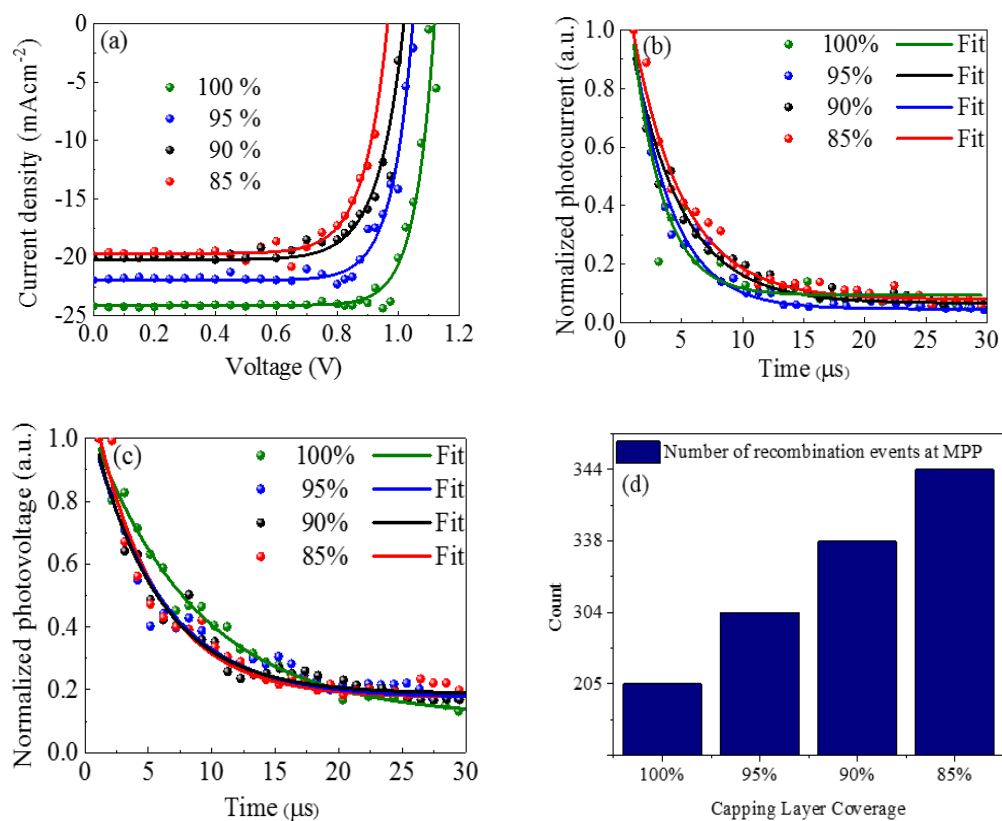 (a)
100 %
95 %
90 %
85 %
0
-5
-10
-15
-20
-25
0.0 0.2 0.4 0.6 0.8 1.0 1.2
Voltage (V)
Current density (mAcm-2)
(b)
100% Fit
95% Fit
90% Fit
85% Fit
1.0
0.8
0.6
0.4
0.2
0.0
0 5 10 15 20 25 30
Time (μs)
Normalized photocurrent (a.u.)
(c)
100% Fit
95% Fit
90% Fit
85% Fit
1.0
0.8
0.6
0.4
0.2
0.0
0 5 10 15 20 25 30
Time (μs)
Normalized photovoltage (a.u.)
Number of recombination events at MPP
(d)
344
338
304
205
Count
100% 95% 90% 85%
Capping Layer Coverage